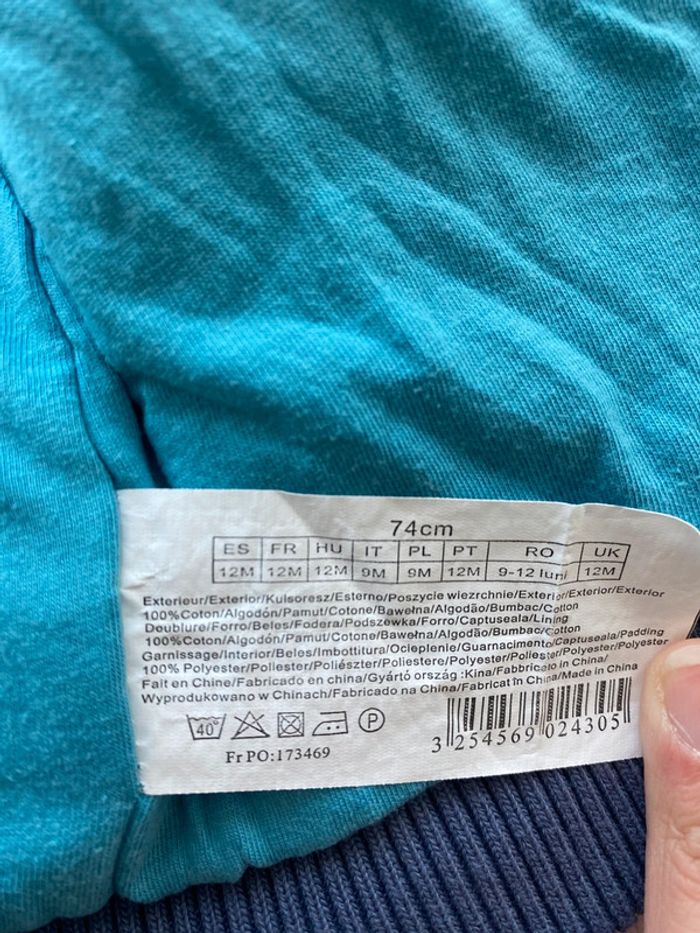 74cm
ES FR HU IT PL PT RO UK
12M 12M 12M 9M 9M 12M 9-12 luni 12M
Exterieur/Exterior/Kulsoresz/Esterno/Poszycie wiezrchnie/Exterior/Exterior/Exterior
100%Coton/Algodón/Pamut/Cotone/Bawełna/Algodão/Bumbac/Cotton
Doublure/Forro/Beles/Fodera/Podszewka/Forro/Captuseala/Lining
100%Coton/Algodón/Pamut/Cotone/Bawełna/Algodão/Bumbac/Cotton
Garnissage/Interior/Beles/Imbottitura/Ocieplenie/Guarnacimento/Captuseala/Padding
100% Polyester/Poliester/Poliészter/Poliestere/Polyester/Poliester/Polyester/Polyester
Fait en Chine/Fabricado en china/Gyártó ország :Kina/Fabbricato in China/
Wyprodukowano w Chinach/Fabricado na China/Fabricat în China/Made in China
40 P
Fr PO:173469
3 254569 024305